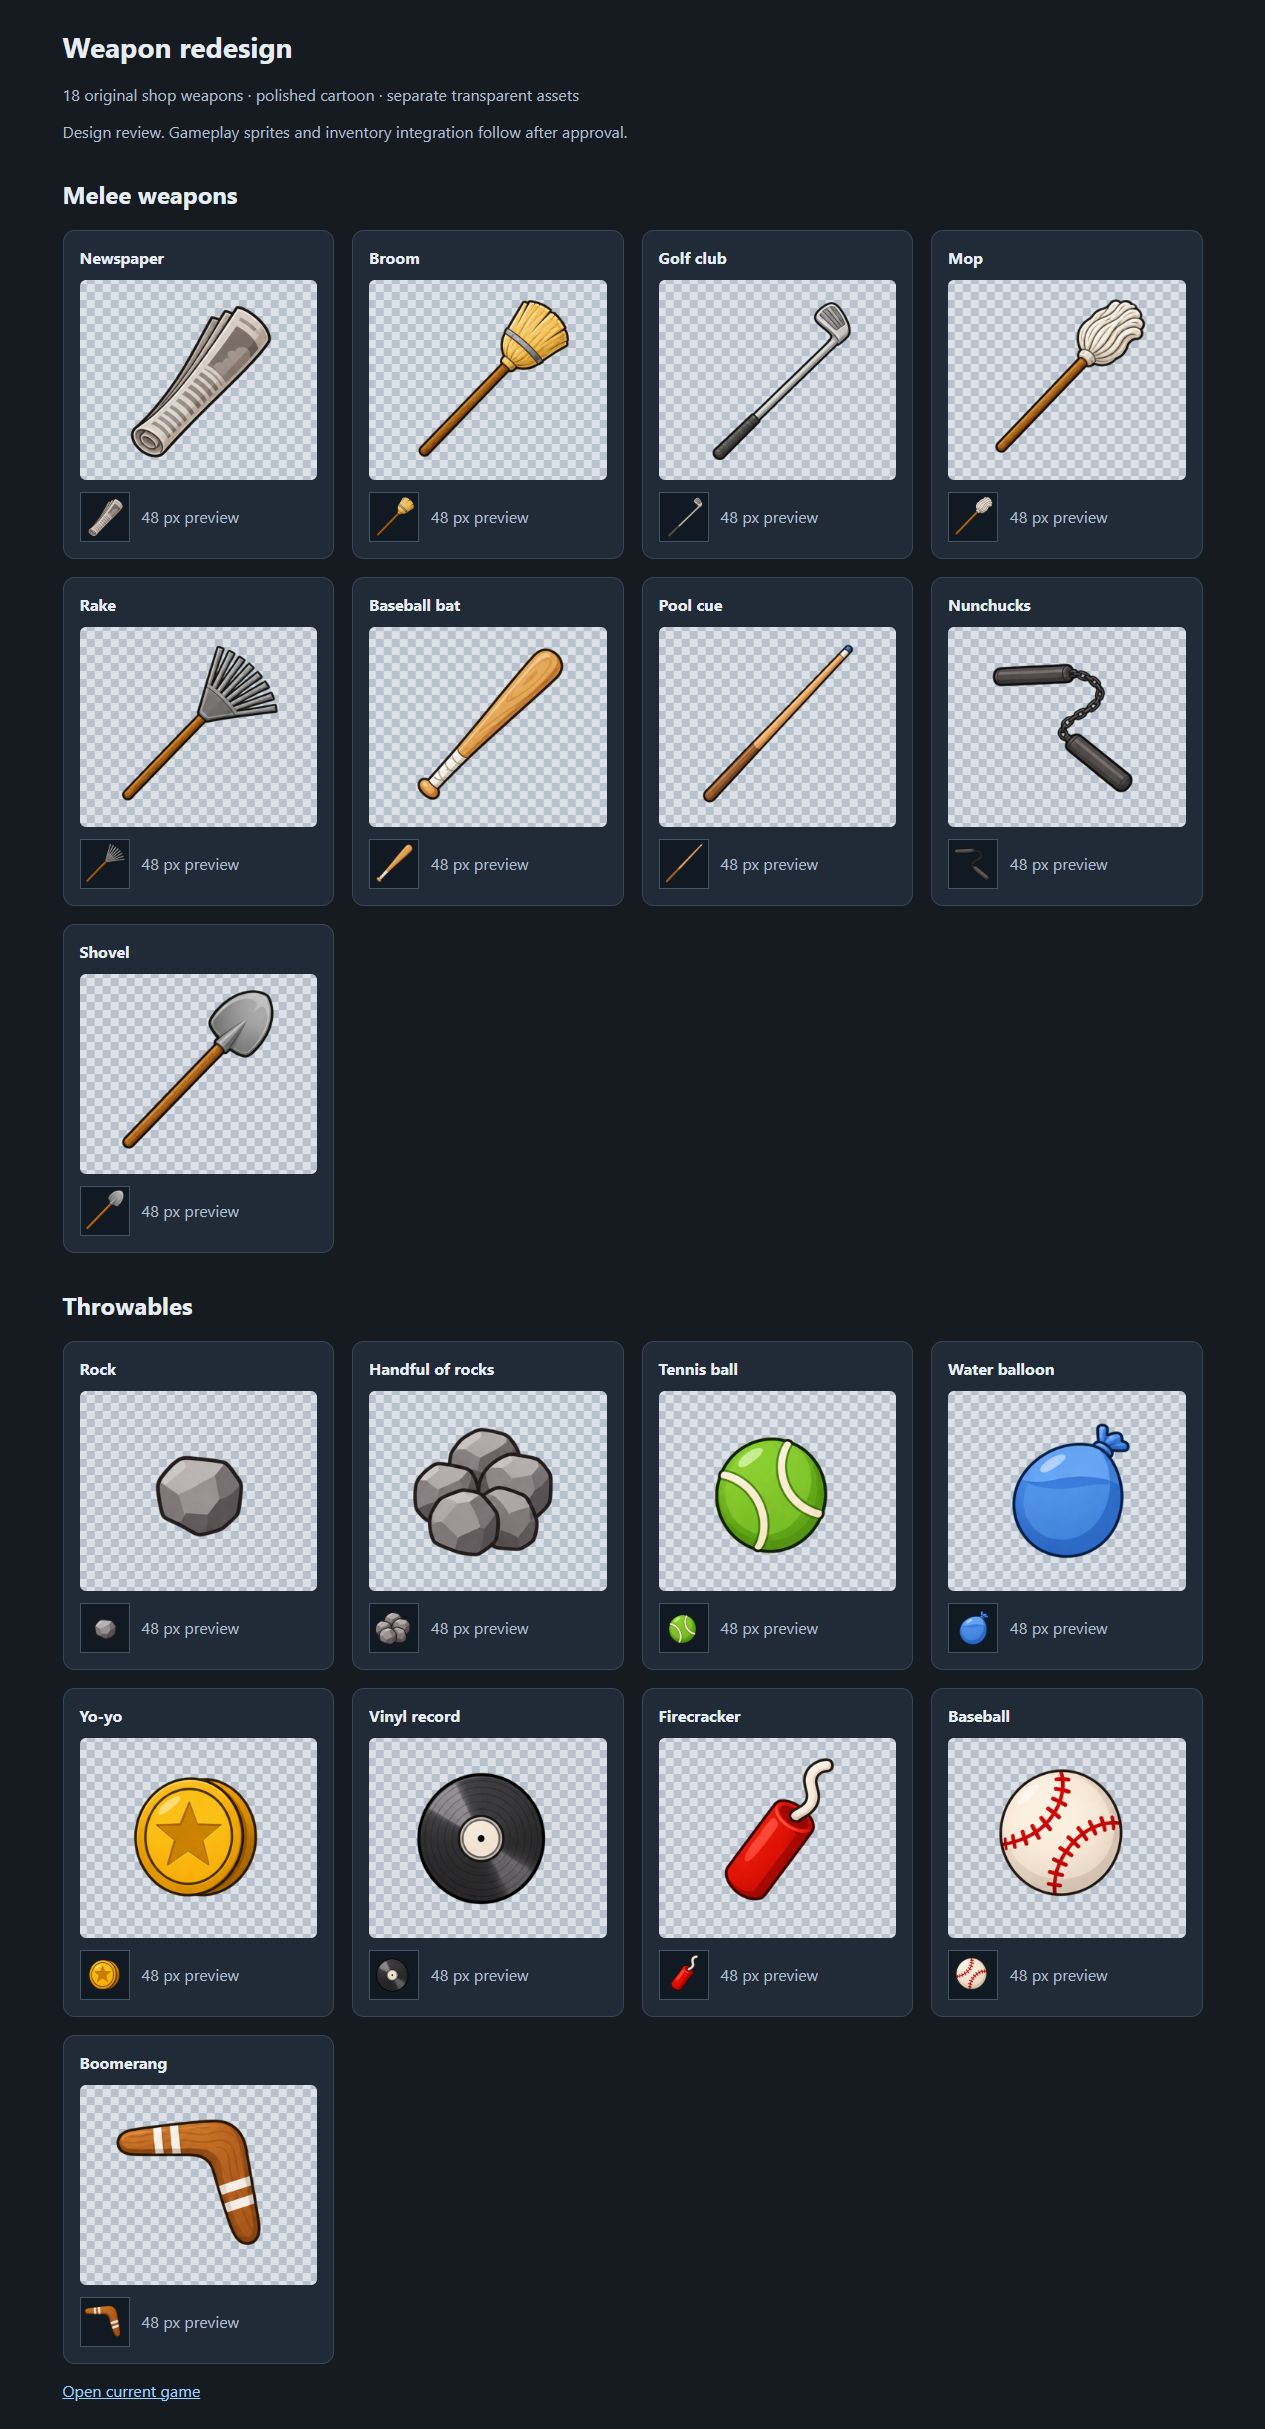 Weapon redesign
18 original shop weapons · polished cartoon · separate transparent assets
Design review. Gameplay sprites and inventory integration follow after approval.
Melee weapons
Newspaper
Broom
Golf club
Mop
48 px preview
48 px preview
48 px preview
48 px preview
Rake
Baseball bat
Pool cue
Nunchucks
48 px preview
48 px preview
48 px preview
48 px preview
Shovel
48 px preview
Throwables
Rock
Handful of rocks
Tennis ball
Water balloon
48 px preview
48 px preview
48 px preview
48 px preview
Yo-yo
Vinyl record
Firecracker
Baseball
48 px preview
48 px preview
48 px preview
48 px preview
Boomerang
48 px preview
Open current game